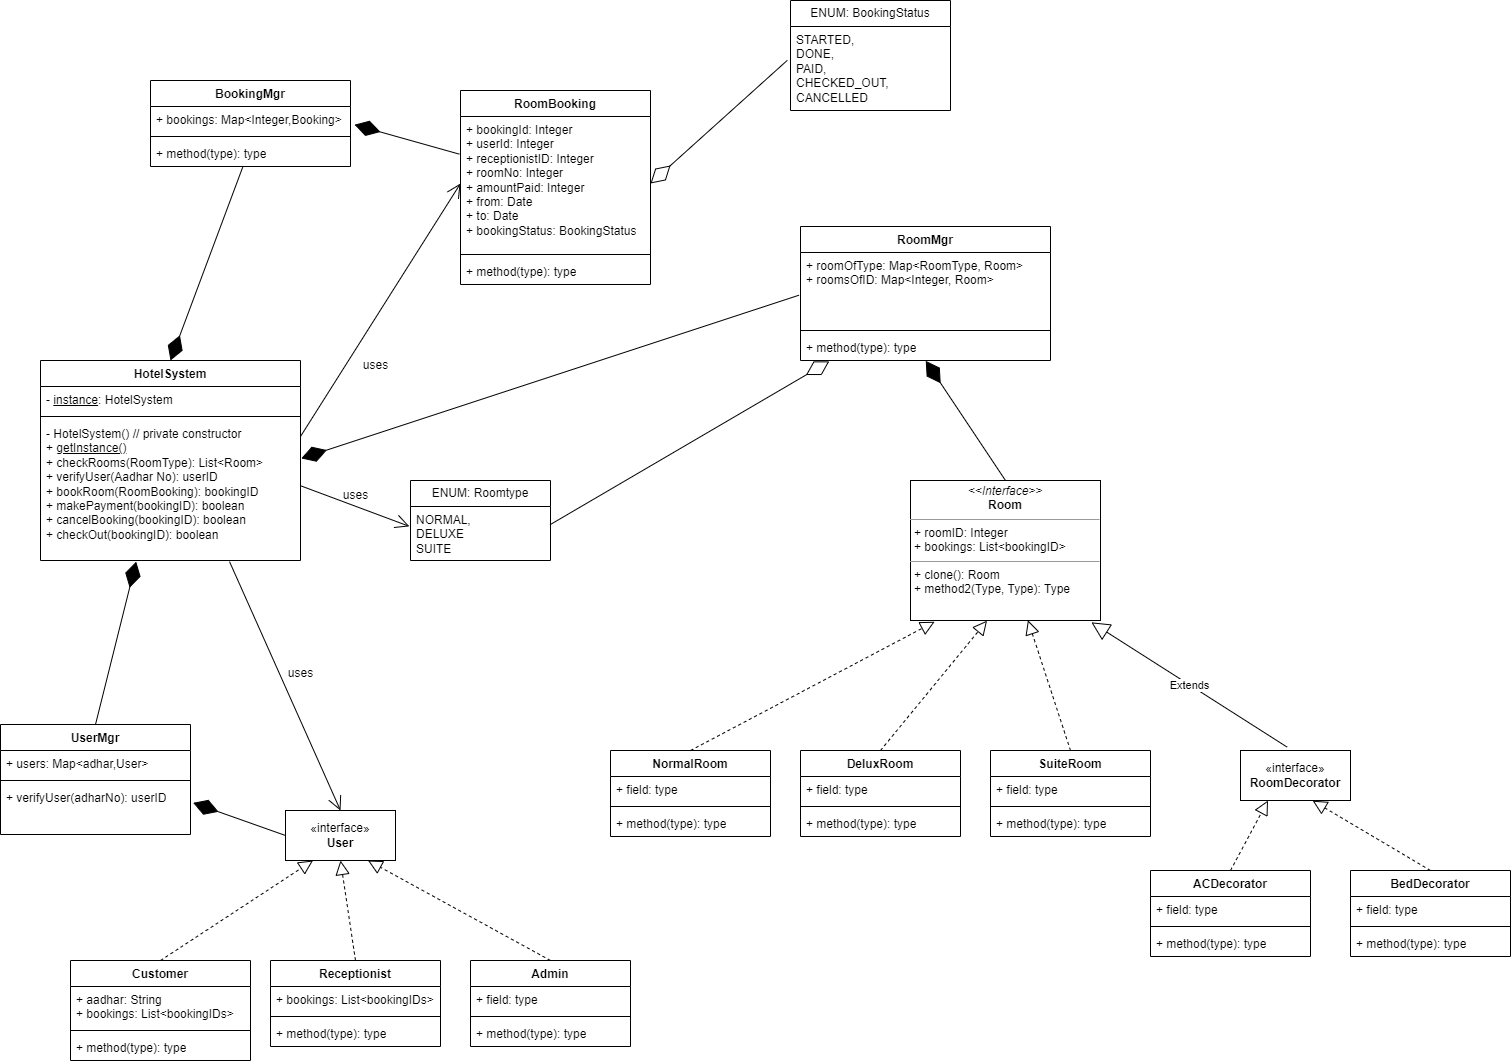 ENUM: BookingStatus
STARTED,
DONE,
PAID,
CHECKED_OUT,
CANCELLED
BookingMgr
+ bookings: Map<Integer,Booking>
+ method(type): type
RoomBooking
+ bookingId: Integer
+ userId: Integer
+ receptionistID: Integer
+ roomNo: Integer
+ amountPaid: Integer
+ from: Date
+ to: Date
+ bookingStatus: BookingStatus
+ method(type): type
RoomMgr
+ roomOfType: Map<RoomType, Room>
+ roomsOfID: Map<Integer, Room>
+ method(type): type
uses
HotelSystem
- instance: HotelSystem
- HotelSystem() // private constructor
+ getInstance()
+ checkRooms(RoomType): List<Room>
+ verifyUser(Aadhar No): userID
+ bookRoom(RoomBooking): bookingID
+ makePayment(bookingID): boolean
+ cancelBooking(bookingID): boolean
+ checkOut(bookingID): boolean
uses
ENUM: Roomtype
NORMAL,
DELUXE
SUITE
<<Interface>>
Room
+ roomID: Integer
+ bookings: List<bookingID>
+ clone(): Room
+ method2(Type, Type): Type
uses
Extends
UserMgr
+ users: Map<adhar,User>
+ verifyUser(adharNo): userID
NormalRoom
+ field: type
+ method(type): type
DeluxRoom
+ field: type
+ method(type): type
SuiteRoom
+ field: type
+ method(type): type
«interface»
RoomDecorator
«interface»
User
ACDecorator
+ field: type
+ method(type): type
BedDecorator
+ field: type
+ method(type): type
Customer
+ aadhar: String
+ bookings: List<bookingIDs>
+ method(type): type
Receptionist
+ bookings: List<bookingIDs>
+ method(type): type
Admin
+ field: type
+ method(type): type